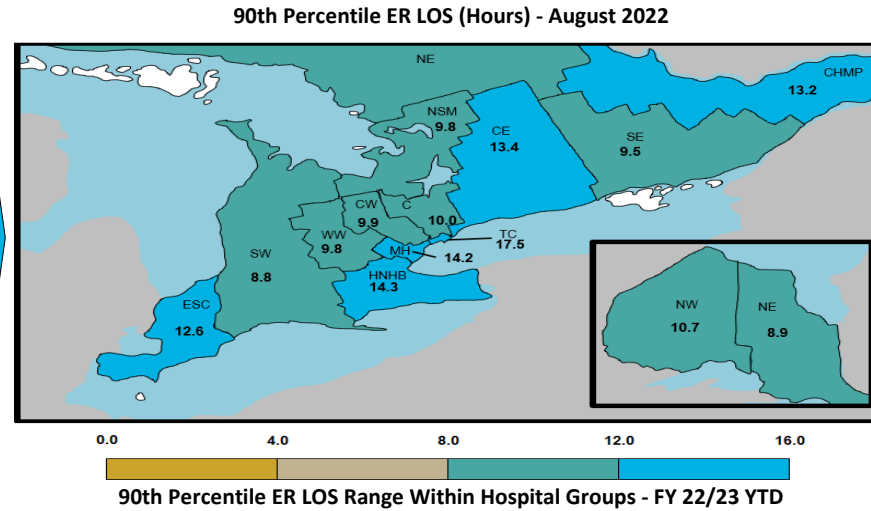 90th Percentile ER LOS (Hours) - August 2022
NE
CHMP
13.2
NSM
9.8
CE
13.4
SE
9.5
CW
9.9
C
10.0
TC
17.5
WW
9.8
MH
14.2
SW
8.8
HNHB
14.3
ESC
12.6
NW
10.7
NE
8.9
0.0 4.0 8.0 12.0 16.0
90th Percentile ER LOS Range Within Hospital Groups - FY 22/23 YTD